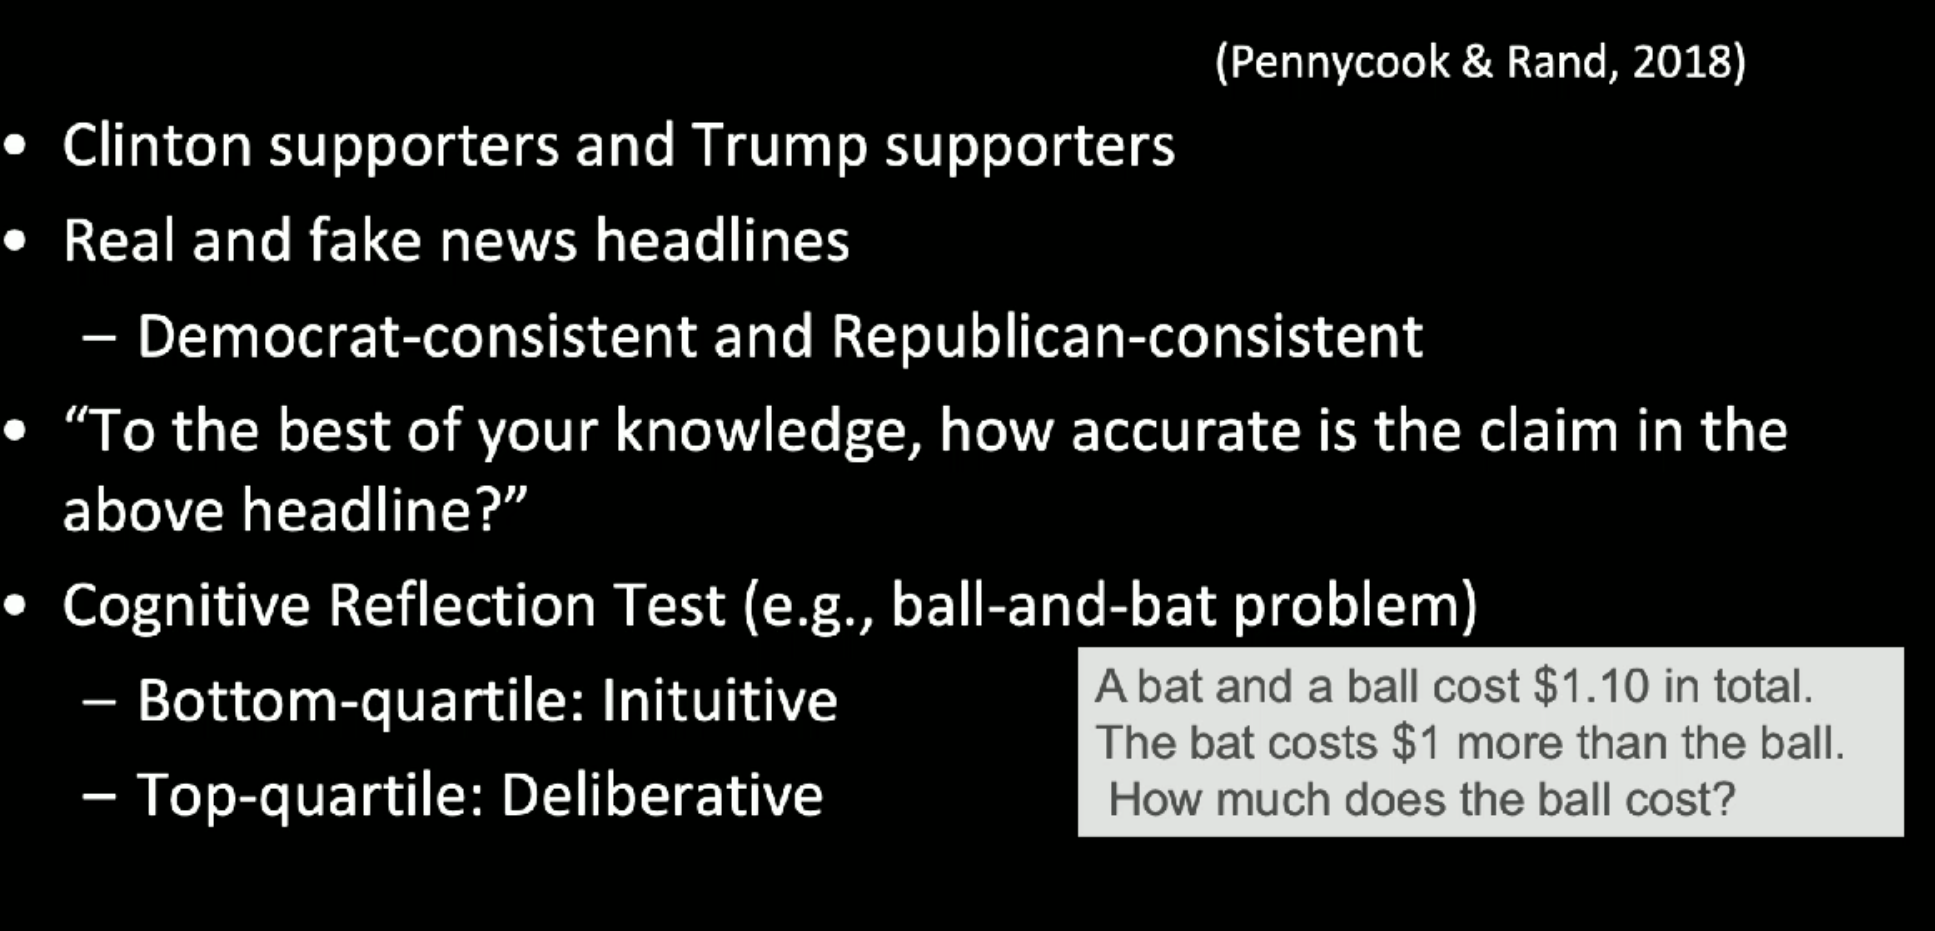 (Pennycook & Rand, 2018)
• Clinton supporters and Trump supporters
• Real and fake news headlines
– Democrat-consistent and Republican-consistent
• “To the best of your knowledge, how accurate is the claim in the
above headline?”
• Cognitive Reflection Test (e.g., ball-and-bat problem)
– Bottom-quartile: Inituitive
– Top-quartile: Deliberative
A bat and a ball cost $1.10 in total.
The bat costs $1 more than the ball.
How much does the ball cost?